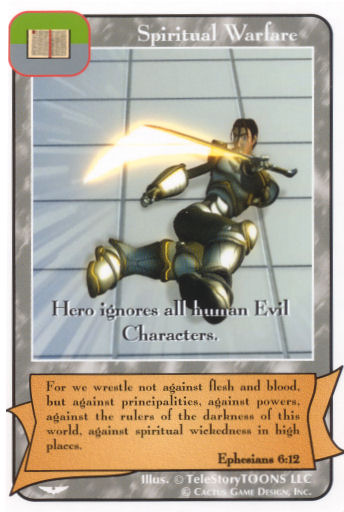 Spiritual Warfare
Hero ignores all human Evil
Characters.
For we wrestle not against flesh and blood,
but against principalities, against powers,
against the rulers of the darkness of this
world, against spiritual wickedness in high
places.
Ephesians 6:12
Illus. © TeleStoryTOONS LLC
© Cactus Game Design, Inc.